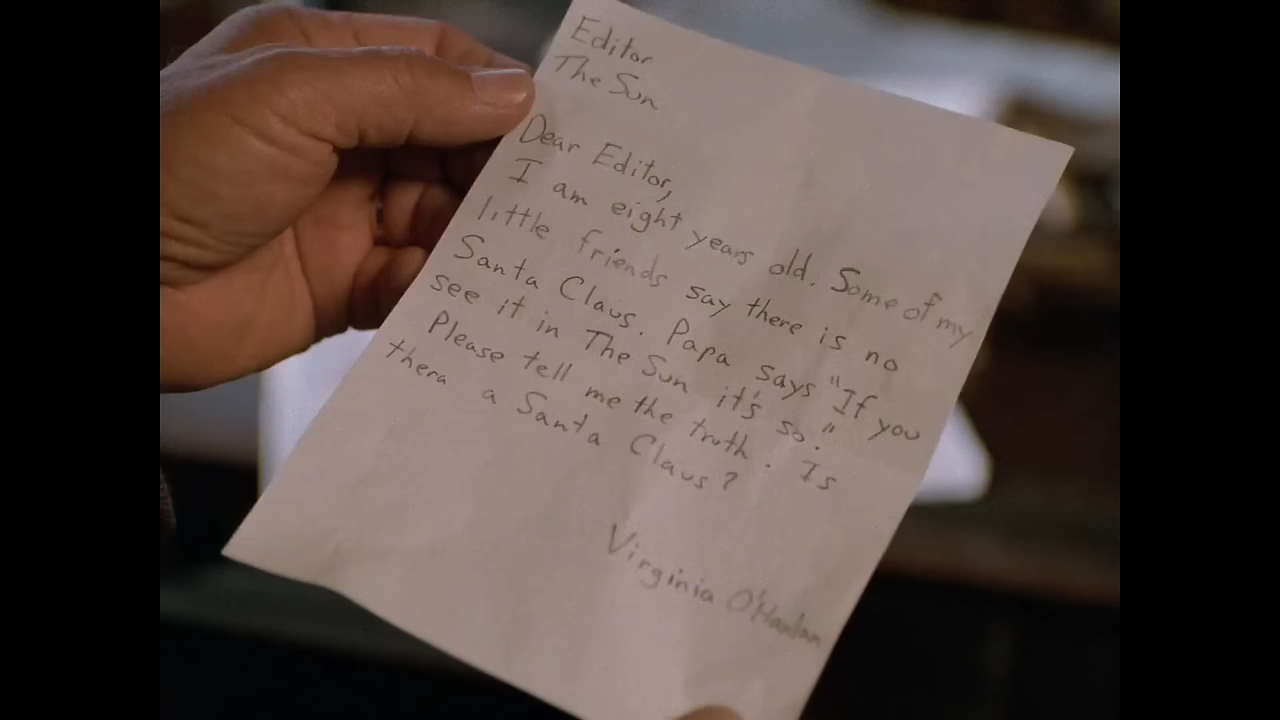 Editor
The Sun
Dear Editor,
I am eight years old. Some of my
little friends say there is no
Santa Claus. Papa says "If you
see it in The Sun it's so."
Please tell me the truth. Is
thera a Santa Claus?
Virginia O'Hanlan